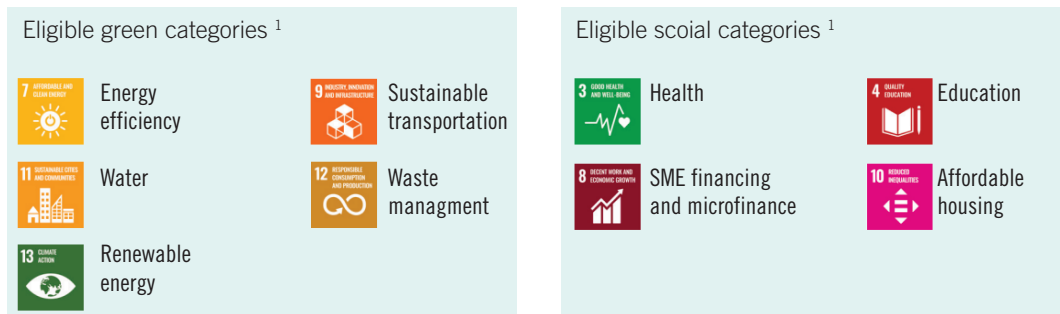 Eligible green categories 1
7 AFFORDABLE AND
CLEAN ENERGY
Energy
efficiency
9 INDUSTRY, INNOVATION
AND INFRASTRUCTURE
Sustainable
transportation
11 SUSTAINABLE CITIES
AND COMMUNITIES
Water
12 RESPONSIBLE
CONSUMPTION
AND PRODUCTION
Waste
managment
13 CLIMATE
ACTION
Renewable
energy
Eligible scoial categories 1
3 GOOD HEALTH
AND WELL-BEING
Health
4 QUALITY
EDUCATION
Education
8 DECENT WORK AND
ECONOMIC GROWTH
SME financing
and microfinance
10 REDUCED
INEQUALITIES
Affordable
housing